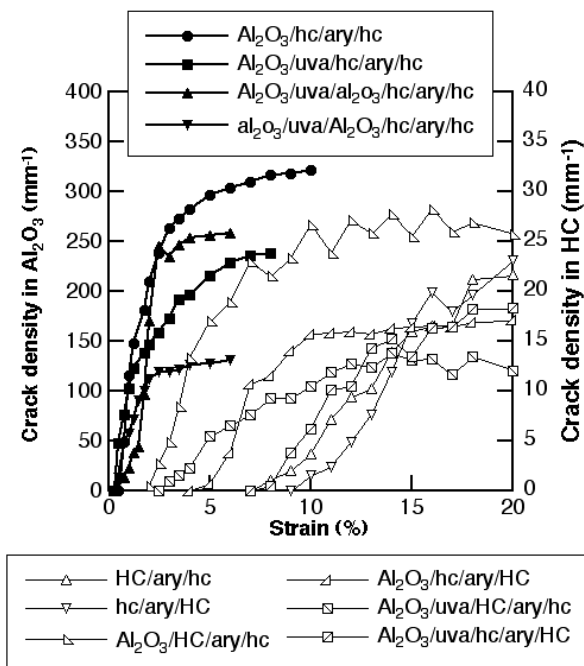 Al₂O₃/hc/ary/hc
Al₂O₃/uva/hc/ary/hc
Al₂O₃/uva/al₂o₃/hc/ary/hc
al₂o₃/uva/Al₂O₃/hc/ary/hc
Crack density in Al₂O₃ (mm⁻¹)
400
350
300
250
200
150
100
50
0
0
5
10
15
20
Strain (%)
40
35
30
25
20
15
10
5
0
Crack density in HC (mm⁻¹)
HC/ary/hc
hc/ary/HC
Al₂O₃/HC/ary/hc
Al₂O₃/hc/ary/HC
Al₂O₃/uva/HC/ary/hc
Al₂O₃/uva/hc/ary/HC